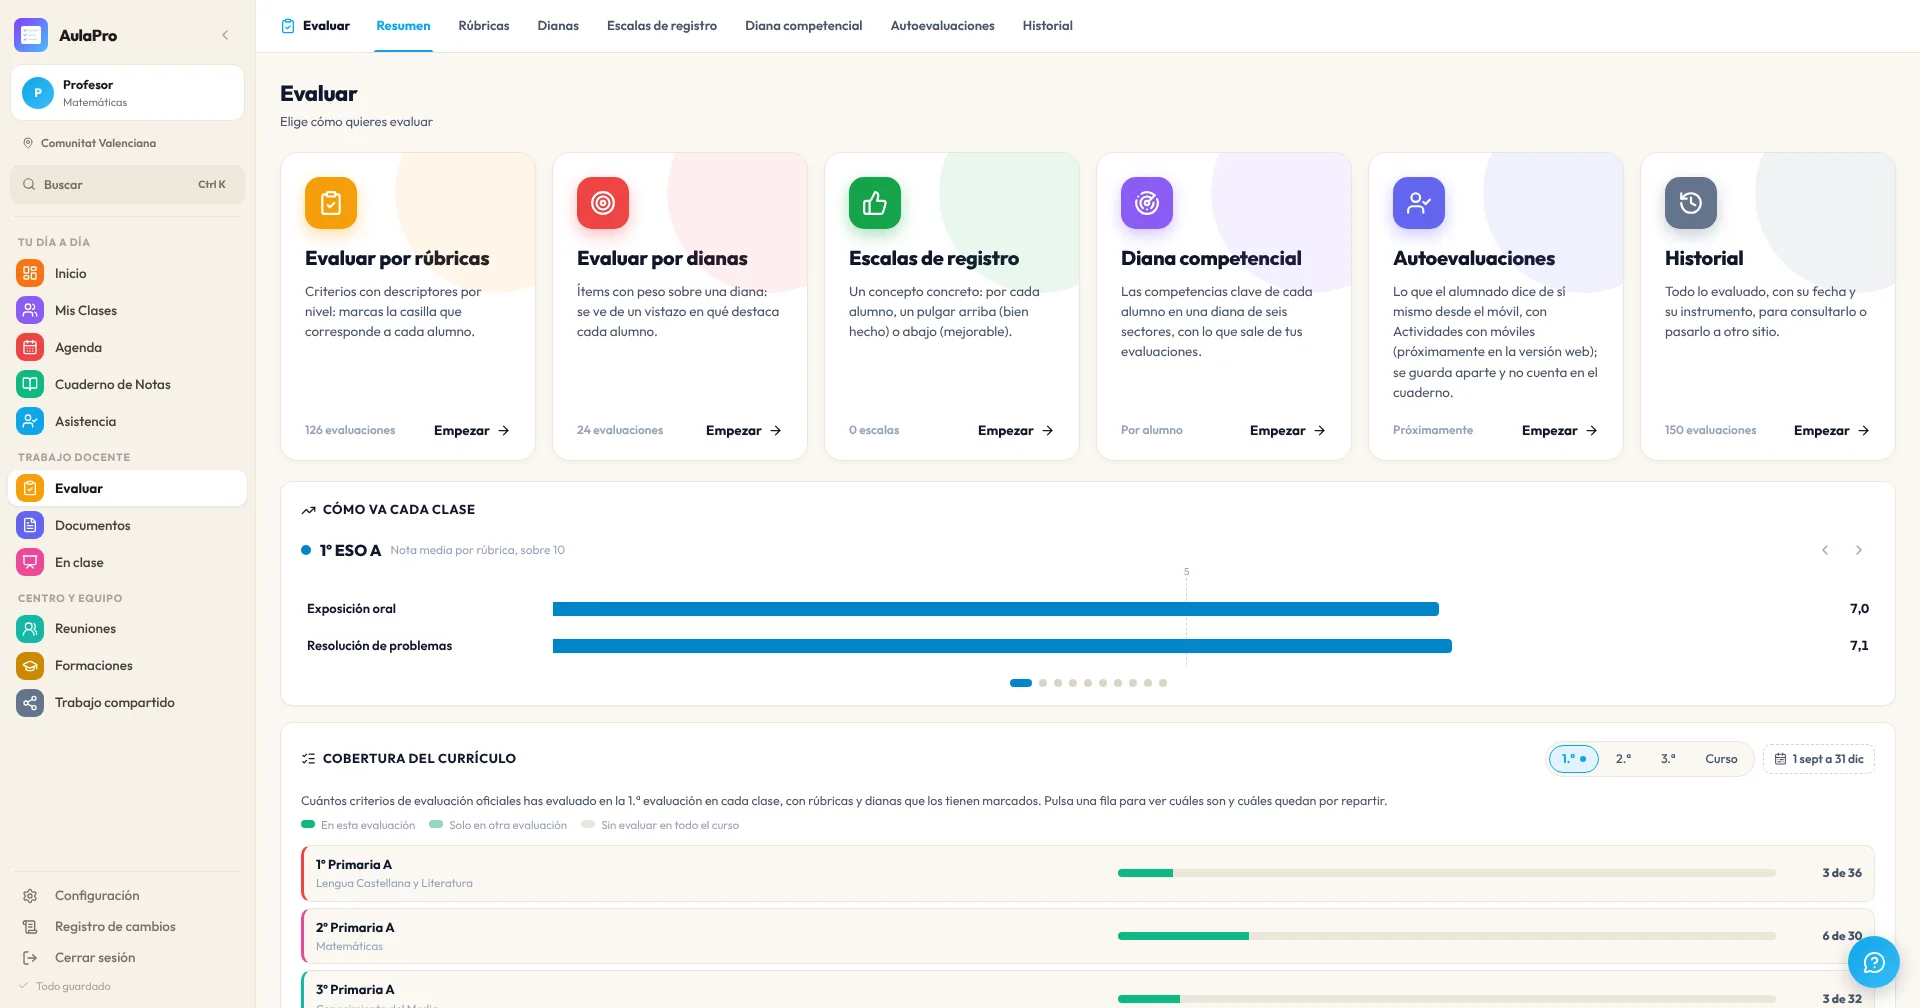 AulaPro
P
Profesor
Matemáticas
Comunitat Valenciana
Buscar
Ctrl K
TU DÍA A DÍA
Inicio
Mis Clases
Agenda
Cuaderno de Notas
Asistencia
TRABAJO DOCENTE
Evaluar
Documentos
En clase
CENTRO Y EQUIPO
Reuniones
Formaciones
Trabajo compartido
Configuración
Registro de cambios
Cerrar sesión
Todo guardado
Evaluar
Resumen
Rúbricas
Dianas
Escalas de registro
Diana competencial
Autoevaluaciones
Historial
Evaluar
Elige cómo quieres evaluar
Evaluar por rúbricas
Criterios con descriptores por
nivel: marcas la casilla que
corresponde a cada alumno.
126 evaluaciones
Empezar
Evaluar por dianas
Ítems con peso sobre una diana:
se ve de un vistazo en qué destaca
cada alumno.
24 evaluaciones
Empezar
Escalas de registro
Un concepto concreto: por cada
alumno, un pulgar arriba (bien
hecho) o abajo (mejorable).
0 escalas
Empezar
Diana competencial
Las competencias clave de cada
alumno en una diana de seis
sectores, con lo que sale de tus
evaluaciones.
Por alumno
Empezar
Autoevaluaciones
Lo que el alumnado dice de sí
mismo desde el móvil, con
Actividades con móviles
(próximamente en la versión web);
se guarda aparte y no cuenta en el
cuaderno.
Próximamente
Empezar
Historial
Todo lo evaluado, con su fecha y
su instrumento, para consultarlo o
pasarlo a otro sitio.
150 evaluaciones
Empezar
CÓMO VA CADA CLASE
1º ESO A Nota media por rúbrica, sobre 10
5
Exposición oral 7,0
Resolución de problemas 7,1
COBERTURA DEL CURRÍCULO
1.ª 2.ª 3.ª Curso
1 sept a 31 dic
Cuántos criterios de evaluación oficiales has evaluado en la 1.ª evaluación en cada clase, con rúbricas y dianas que los tienen marcados. Pulsa una fila para ver cuáles son y cuáles quedan por repartir.
En esta evaluación Solo en otra evaluación Sin evaluar en todo el curso
1º Primaria A
Lengua Castellana y Literatura
3 de 36
2º Primaria A
Matemáticas
6 de 30
3º Primaria A
Conocimiento del Medio
3 de 32